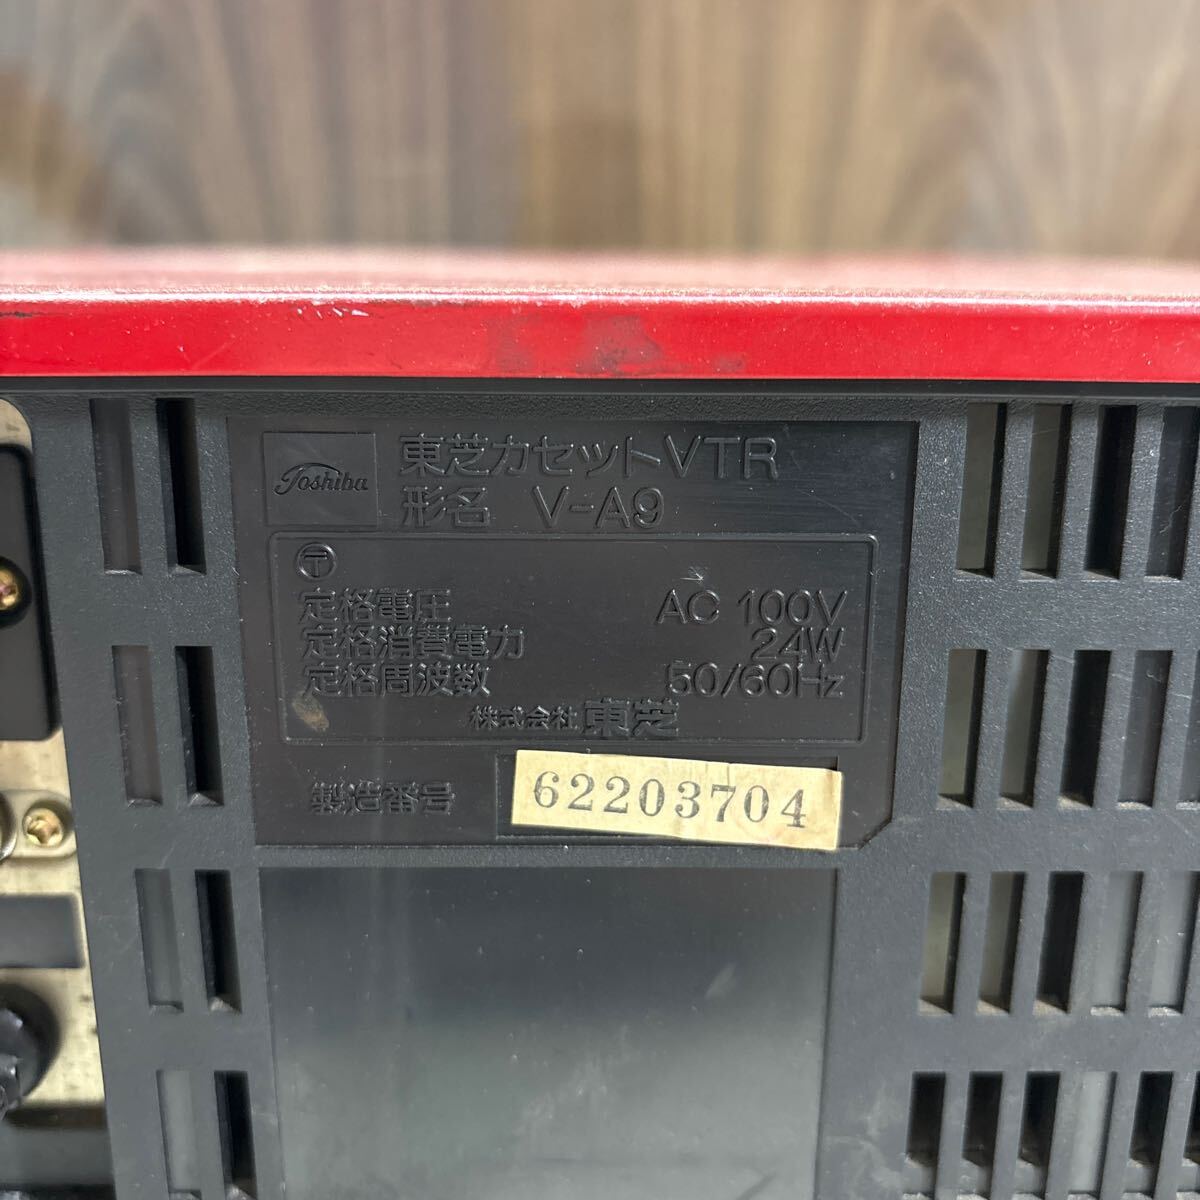 Toshiba
東芝カセットVTR
形名 V-A9
〒
定格電圧 AC 100V
定格消費電力 24W
定格周波数 50/60Hz
株式会社 東芝
製造番号 62203704